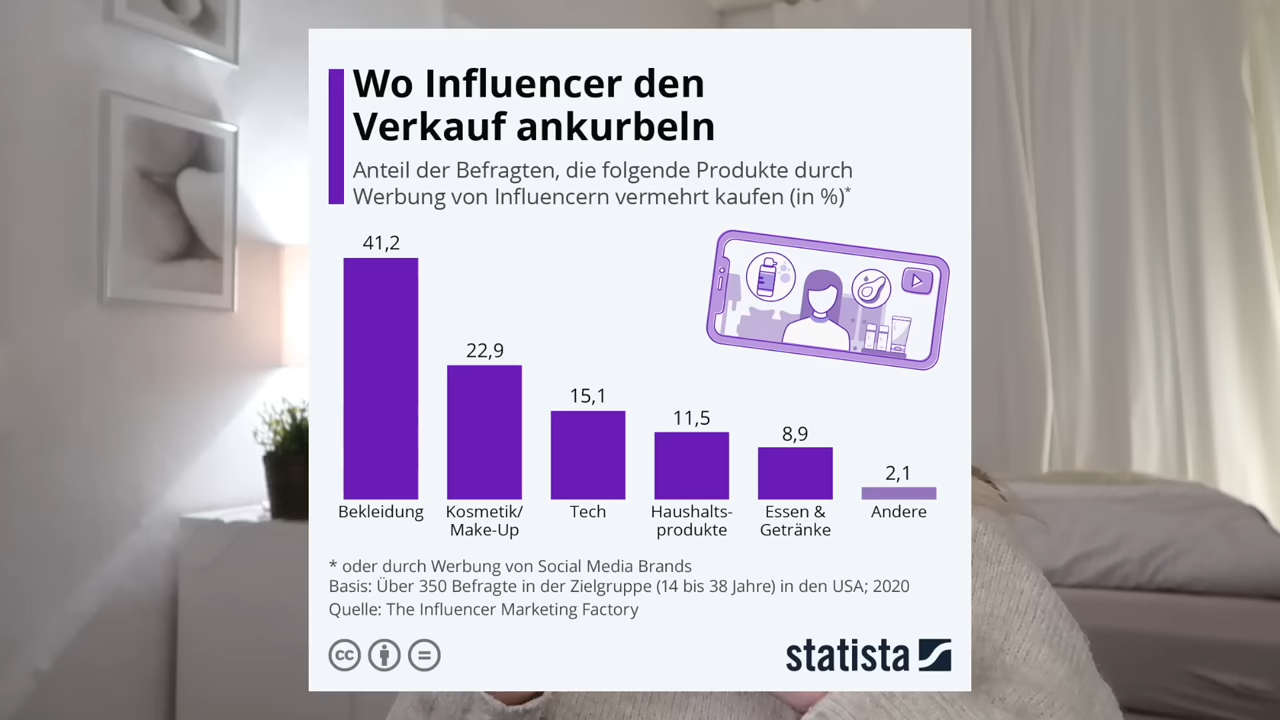 Wo Influencer den
Verkauf ankurbeln
Anteil der Befragten, die folgende Produkte durch
Werbung von Influencern vermehrt kaufen (in %)*
41,2
22,9
15,1
11,5
8,9
2,1
Bekleidung
Kosmetik/
Make-Up
Tech
Haushalts-
produkte
Essen &
Getränke
Andere
* oder durch Werbung von Social Media Brands
Basis: Über 350 Befragte in der Zielgruppe (14 bis 38 Jahre) in den USA; 2020
Quelle: The Influencer Marketing Factory
cc
statista